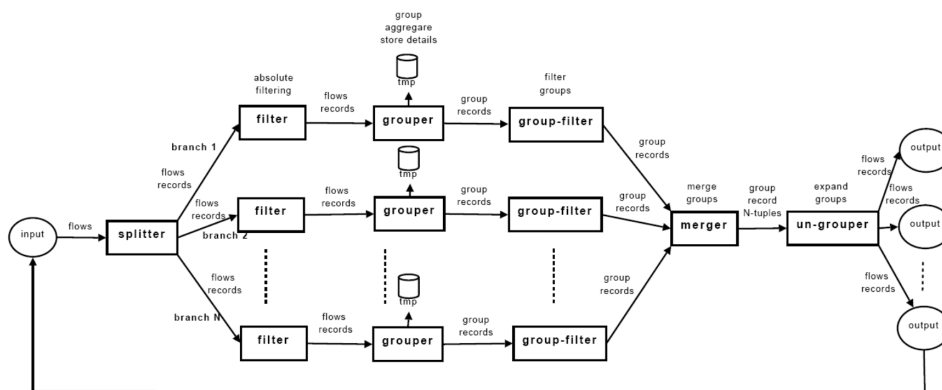 group
aggregare
store details
tmp
absolute
filtering
flows
records
group
records
filter
groups
filter
grouper
group-filter
branch 1
flows
records
group
records
tmp
flows
records
flows
records
group
records
group
records
merge
groups
group
record
N-tuples
expand
groups
flows
records
output
flows
records
input
flows
splitter
branch 2
filter
grouper
group-filter
merger
un-grouper
output
flows
records
branch N
tmp
flows
records
group
records
group
records
flows
records
filter
grouper
group-filter
output